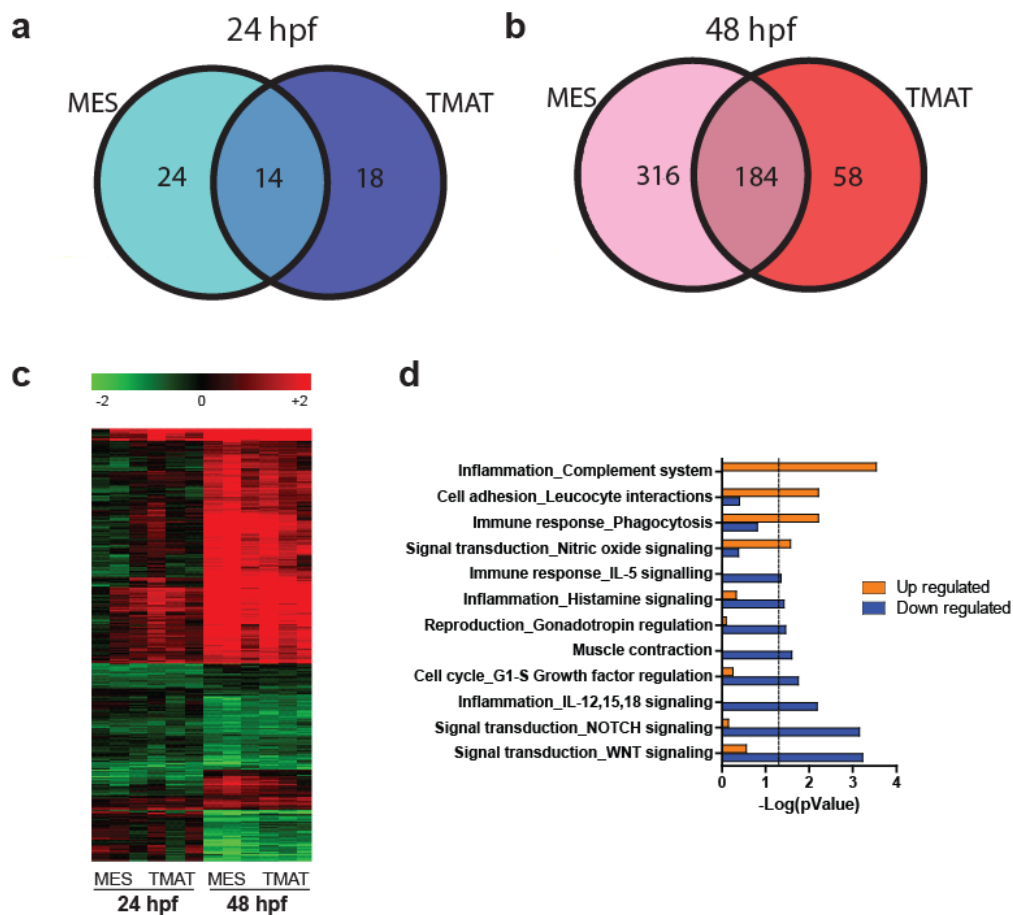 a
24 hpf
MES
TMAT
24
14
18
b
48 hpf
MES
TMAT
316
184
58
c
-2 0 +2
MES TMAT MES TMAT
24 hpf 48 hpf
d
Inflammation_Complement system
Cell adhesion_Leucocyte interactions
Immune response_Phagocytosis
Signal transduction_Nitric oxide signaling
Immune response_IL-5 signalling
Inflammation_Histamine signaling
Reproduction_Gonadotropin regulation
Muscle contraction
Cell cycle_G1-S Growth factor regulation
Inflammation_IL-12,15,18 signaling
Signal transduction_NOTCH signaling
Signal transduction_WNT signaling
0 1 2 3 4
-Log(pValue)
Up regulated
Down regulated